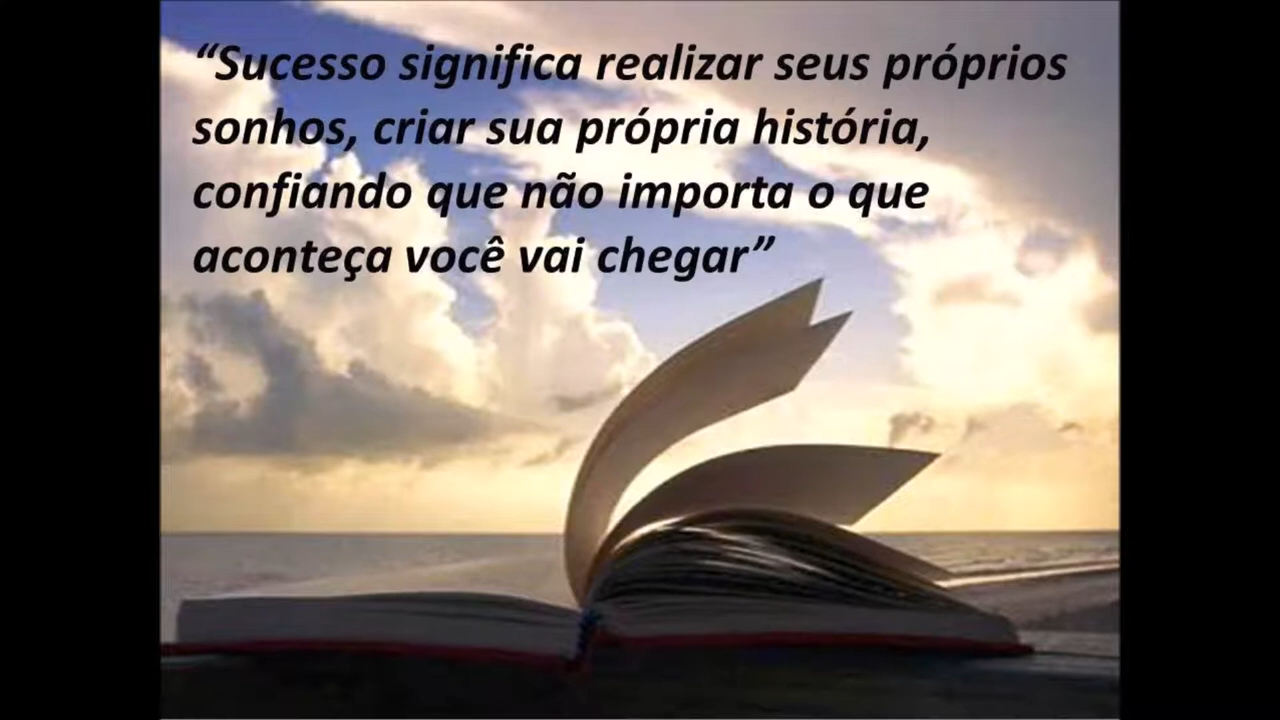 “Sucesso significa realizar seus próprios
sonhos, criar sua própria história,
confiando que não importa o que
aconteça você vai chegar”